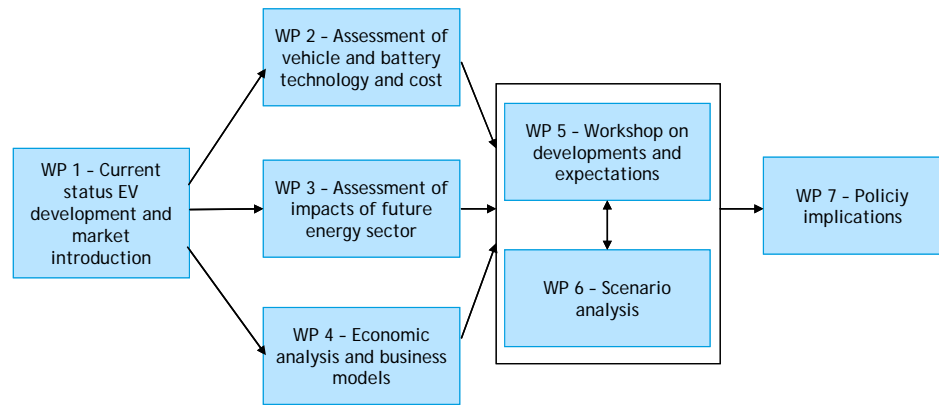 WP 1 – Current
status EV
development and
market
introduction
WP 2 – Assessment of
vehicle and battery
technology and cost
WP 3 – Assessment of
impacts of future
energy sector
WP 4 – Economic
analysis and business
models
WP 5 – Workshop on
developments and
expectations
WP 6 – Scenario
analysis
WP 7 – Policiy
implications